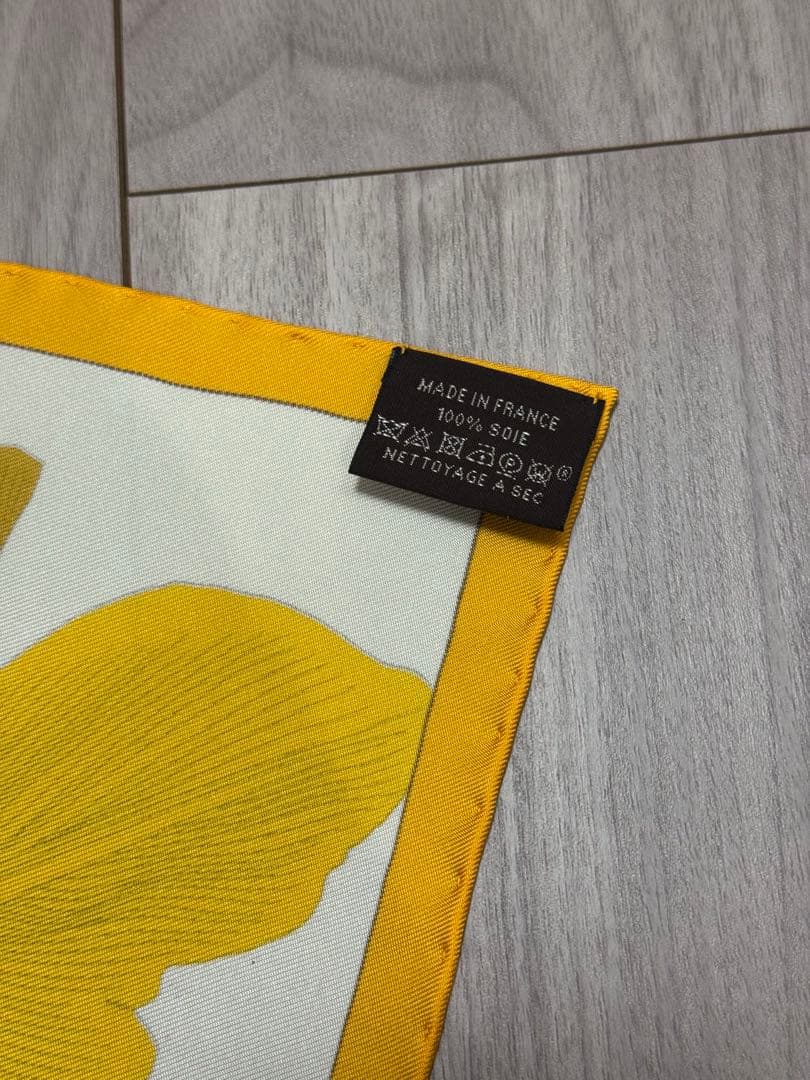 MADE IN FRANCE
100% SOIE
Ⓟ ®
NETTOYAGE A SEC